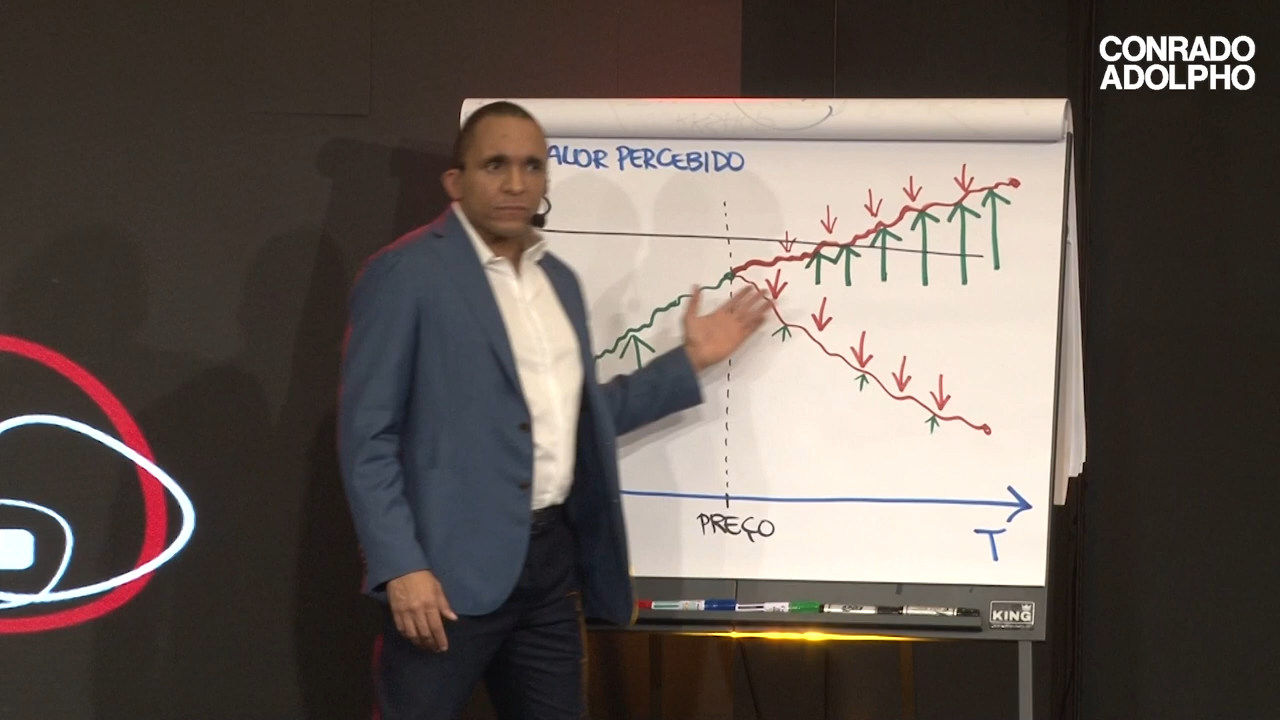 CONRADO
ADOLPHO
ALOR PERCEBIDO
PREÇO
T
KING